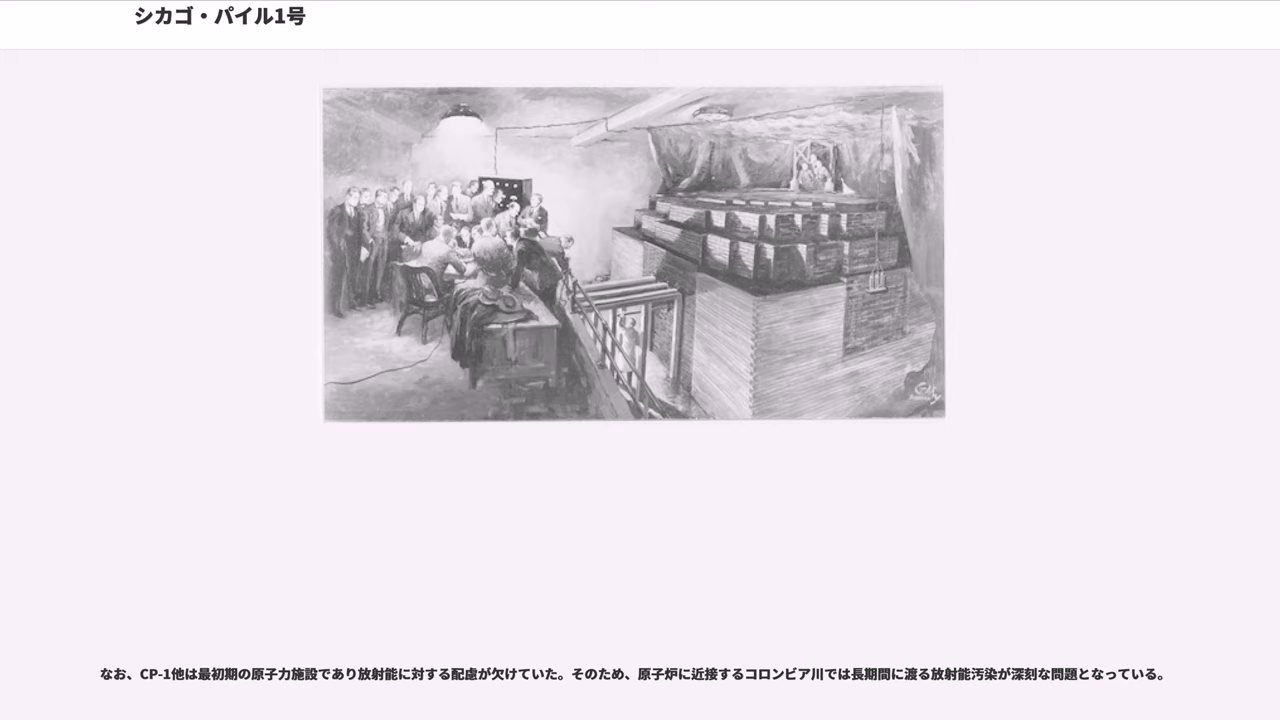 シカゴ・パイル1号
なお、CP-1他は最初期の原子力施設であり放射能に対する配慮が欠けていた。そのため、原子炉に近接するコロンビア川では長期間に渡る放射能汚染が深刻な問題となっている。